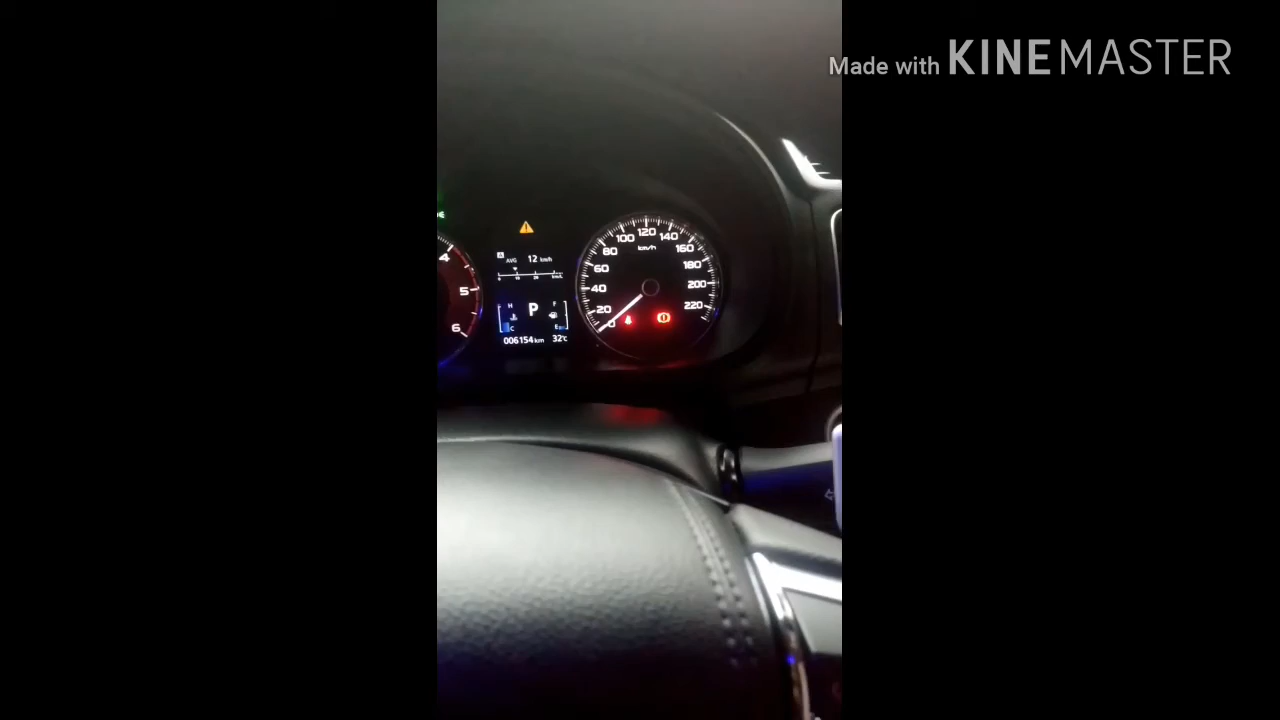 Made with KINEMASTER
100 120 140
80 km/h 160
60 180
40 200
20 220
0
4
5
6
A AVG 12 km/h
H P F
C E
006154 km 32°C